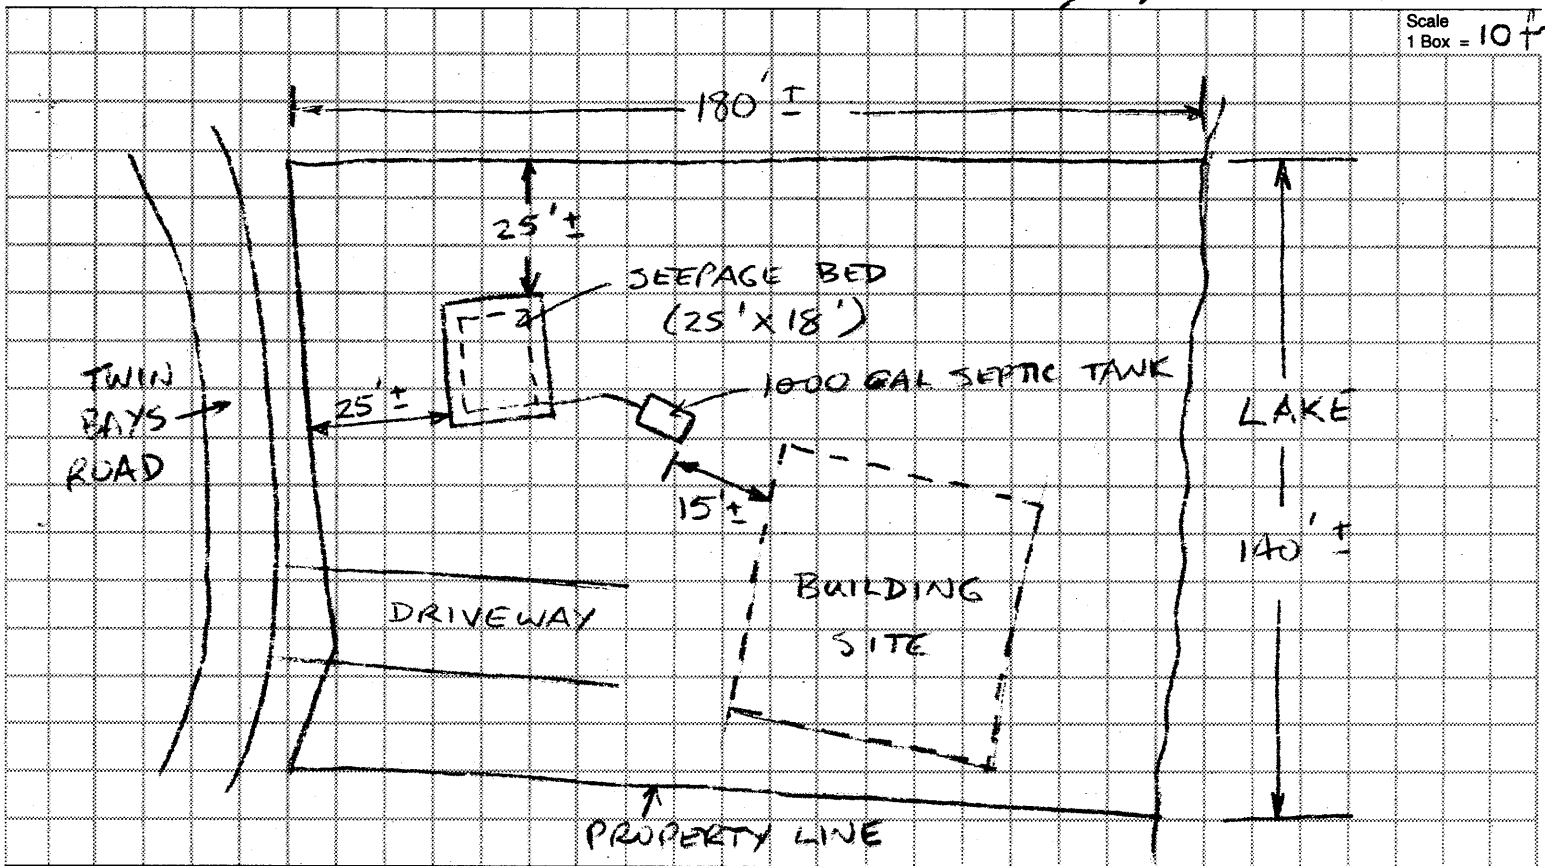 Scale
1 Box = 10 ft
180' ±
25' ±
SEEPAGE BED
(25' X 18')
1000 GAL SEPTIC TANK
TWIN
BAYS
ROAD
25' ±
LAKE
15' ±
140' ±
BUILDING
SITE
DRIVEWAY
PROPERTY LINE